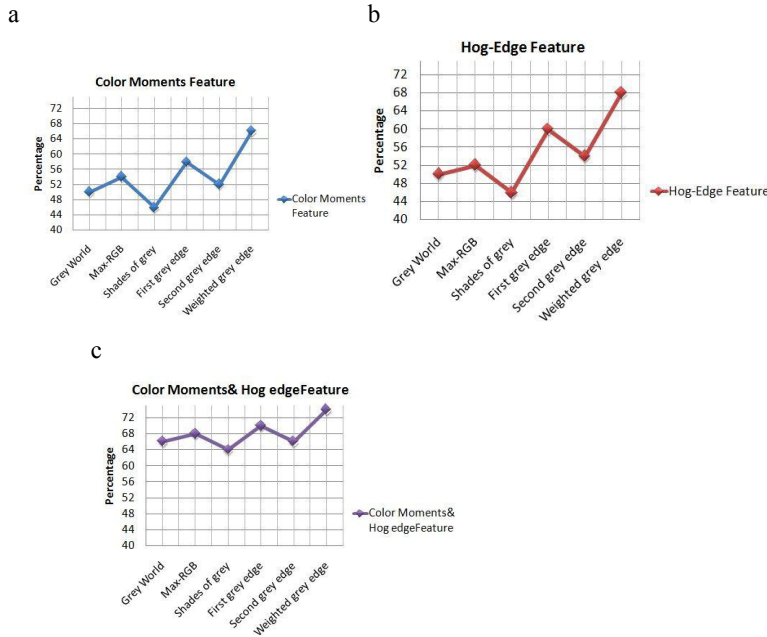 a
Color Moments Feature
Percentage
72
68
64
60
56
52
48
44
40
Grey World
Max-RGB
Shades of grey
First grey edge
Second grey edge
Weighted grey edge
Color Moments
Feature
b
Hog-Edge Feature
Percentage
72
68
64
60
56
52
48
44
40
Grey World
Max-RGB
Shades of grey
First grey edge
Second grey edge
Weighted grey edge
Hog-Edge Feature
c
Color Moments& Hog edgeFeature
Percentage
72
68
64
60
56
52
48
44
40
Grey World
Max-RGB
Shades of grey
First grey edge
Second grey edge
Weighted grey edge
Color Moments&
Hog edgeFeature